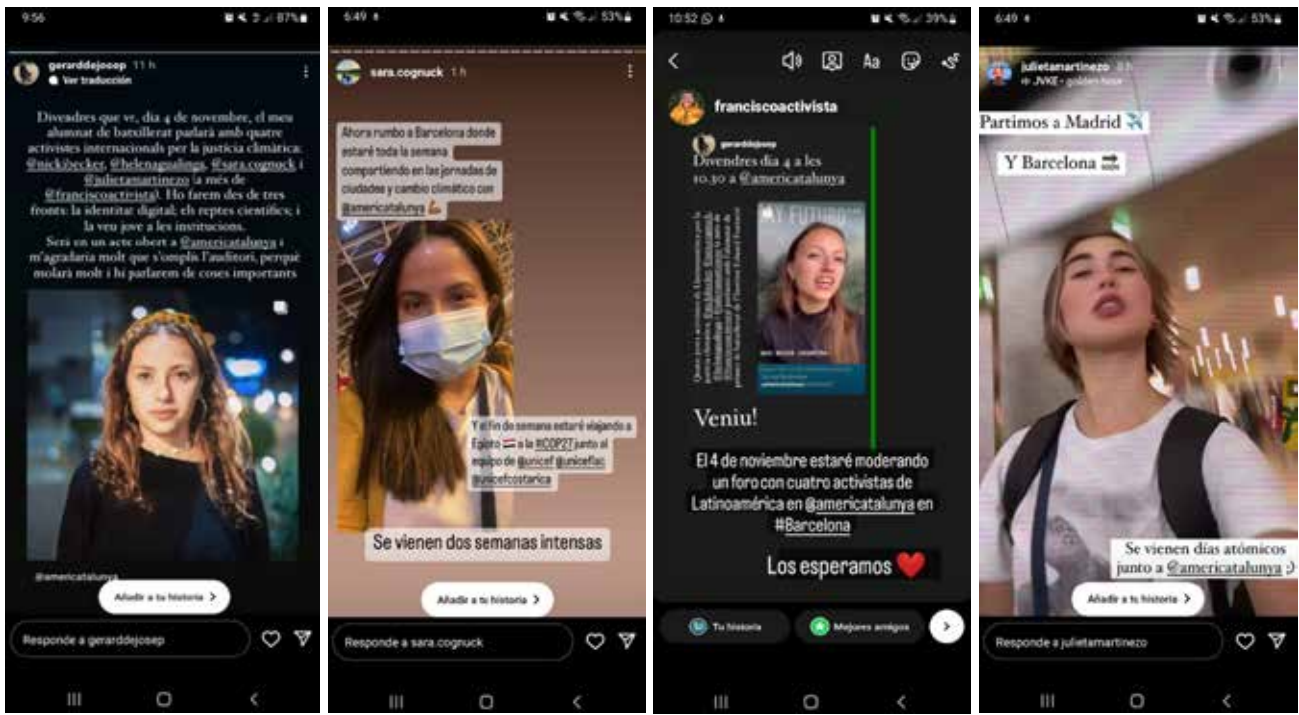 9:56
87%
gerarddejosep 11 h
Ver traducción
Divendres que ve, dia 4 de novembre, el meu
alumnat de batxillerat parlarà amb quatre
activistes internacionals per la justícia climàtica:
@nickibecker, @helenagualinga, @sara.cognuck i
@julietamartinezo (a més de
@franciscoactivista). Ho farem des de tres
fronts: la identitat digital; els reptes científics; i
la veu jove a les institucions.
Serà en un acte obert a @americatalunya i
m'agradaria molt que s'omplís l'auditori, perquè
molarà molt i hi parlarem de coses importants
@americatalunya
Añadir a tu historia >
Responde a gerarddejosep
6:49
53%
sara.cognuck 1 h
Ahora rumbo a Barcelona donde
estaré toda la semana
compartiendo en las jornadas de
ciudades y cambio climático con
@americatalunya
Y el fin de semana estaré viajando a
Egipto a la #COP27 junto al
equipo de @unicef @uniceflac
@unicefcostarica
Se vienen dos semanas intensas
Añadir a tu historia >
Responde a sara.cognuck
10:52
39%
Aa
franciscoactivista
gerarddejosep
Divendres dia 4 a les
10.30 a @americatalunya
MY FUTURO
Veniu!
El 4 de noviembre estaré moderando
un foro con cuatro activistas de
Latinoamérica en @americatalunya en
#Barcelona
Los esperamos
Tu historia
Mejores amigos
6:49
53%
julietamartinezo
JVKE - golden hour
Partimos a Madrid
Y Barcelona
Se vienen días atómicos
junto a @americatalunya ;)
Añadir a tu historia >
Responde a julietamartinezo